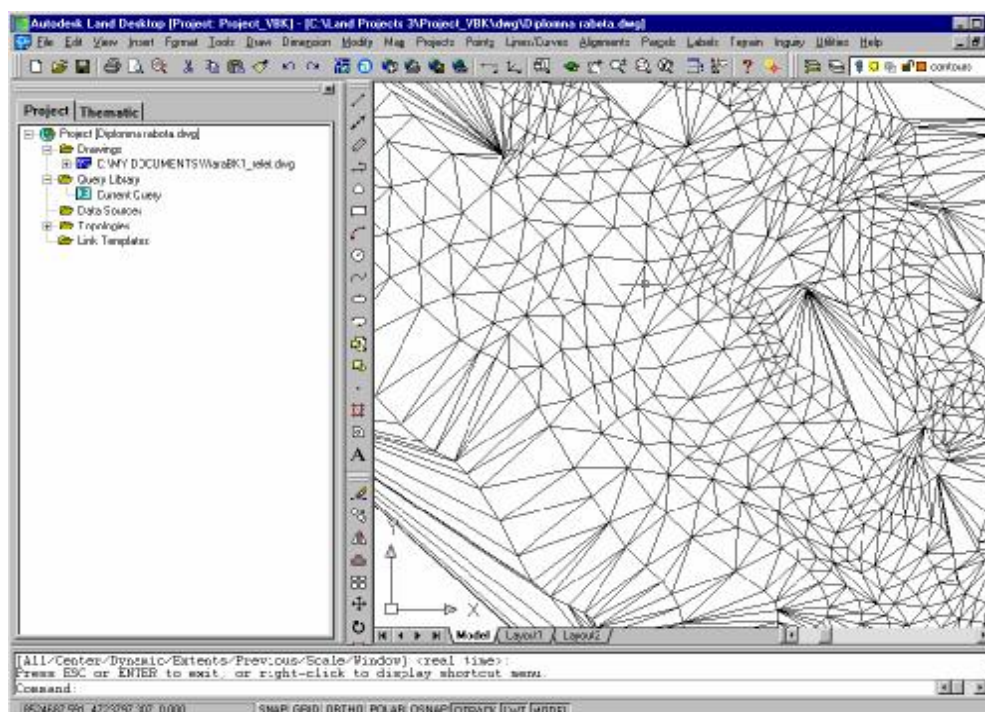 Autodesk Land Desktop [Project: Project_VBK] - [C:\Land Projects 3\Project_VBK\dwg\Diplomna rabota.dwg]
File Edit View Insert Format Tools Draw Dimension Modify Map Projects Points Lines/Curves Alignments Parcels Labels Terrain Inquiry Utilities Help
contours
Project Thematic
Project [Diplomna rabota.dwg]
Drawings
Query Library
Current Query
Data Sources
Topologies
Link Templates
A
Y
X
Model Layout1 Layout2
[All/Center/Dynamic/Extents/Previous/Scale/Window] <real time>:
Press ESC or ENTER to exit, or right-click to display shortcut menu.
Command:
SNAP GRID ORTHO POLAR OSNAP OTRACK LWT MODEL